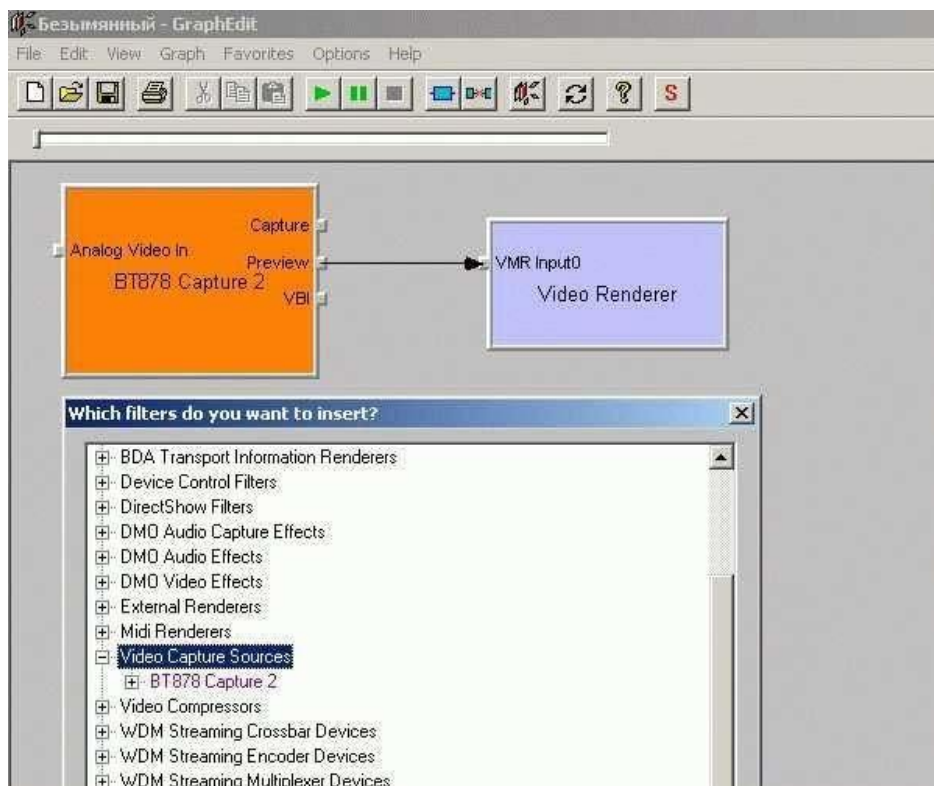 Безымянный - GraphEdit
File Edit View Graph Favorites Options Help
S
Capture
Analog Video In
Preview
BT878 Capture 2
VBI
VMR Input0
Video Renderer
Which filters do you want to insert?
BDA Transport Information Renderers
Device Control Filters
DirectShow Filters
DMO Audio Capture Effects
DMO Audio Effects
DMO Video Effects
External Renderers
Midi Renderers
Video Capture Sources
BT878 Capture 2
Video Compressors
WDM Streaming Crossbar Devices
WDM Streaming Encoder Devices
WDM Streaming Multiplexer Devices